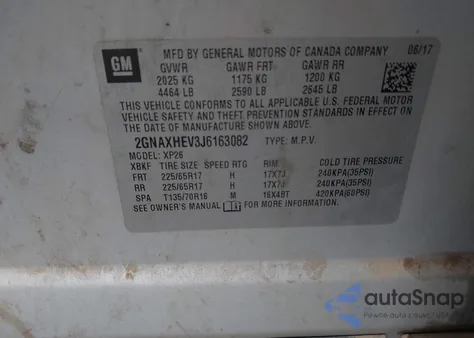 GM
MFD BY GENERAL MOTORS OF CANADA COMPANY 06/17
GVWR GAWR FRT GAWR RR
2025 KG 1175 KG 1200 KG
4464 LB 2590 LB 2645 LB
THIS VEHICLE CONFORMS TO ALL APPLICABLE U.S. FEDERAL MOTOR
VEHICLE SAFETY AND THEFT PREVENTION STANDARDS IN EFFECT ON
THE DATE OF MANUFACTURE SHOWN ABOVE.
2GNAXHEV3J6163082 TYPE: M.P.V.
MODEL: XP26
XBKF TIRE SIZE SPEED RTG RIM COLD TIRE PRESSURE
FRT 225/65R17 H 17X7J 240KPA(35PSI)
RR 225/65R17 H 17X7J 240KPA(35PSI)
SPA T135/70R16 M 16X4BT 420KPA(60PSI)
SEE OWNER'S MANUAL
autoSnap
Pewne auto z USA